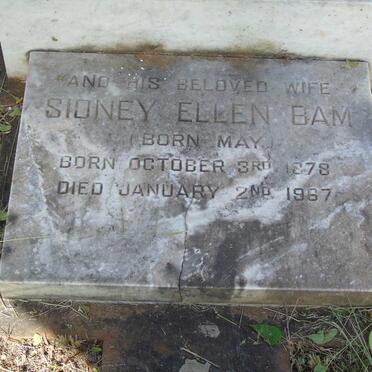 AND HIS BELOVED WIFE
SIDNEY ELLEN BAM
(BORN MAY.)
BORN OCTOBER 3RD 1878
DIED JANUARY 2ND 1967